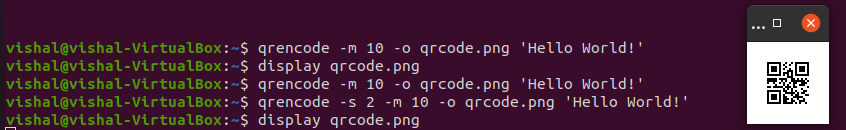 vishal@vishal-VirtualBox:~$ qrencode -m 10 -o qrcode.png 'Hello World!'
vishal@vishal-VirtualBox:~$ display qrcode.png
vishal@vishal-VirtualBox:~$ qrencode -m 10 -o qrcode.png 'Hello World!'
vishal@vishal-VirtualBox:~$ qrencode -s 2 -m 10 -o qrcode.png 'Hello World!'
vishal@vishal-VirtualBox:~$ display qrcode.png
...